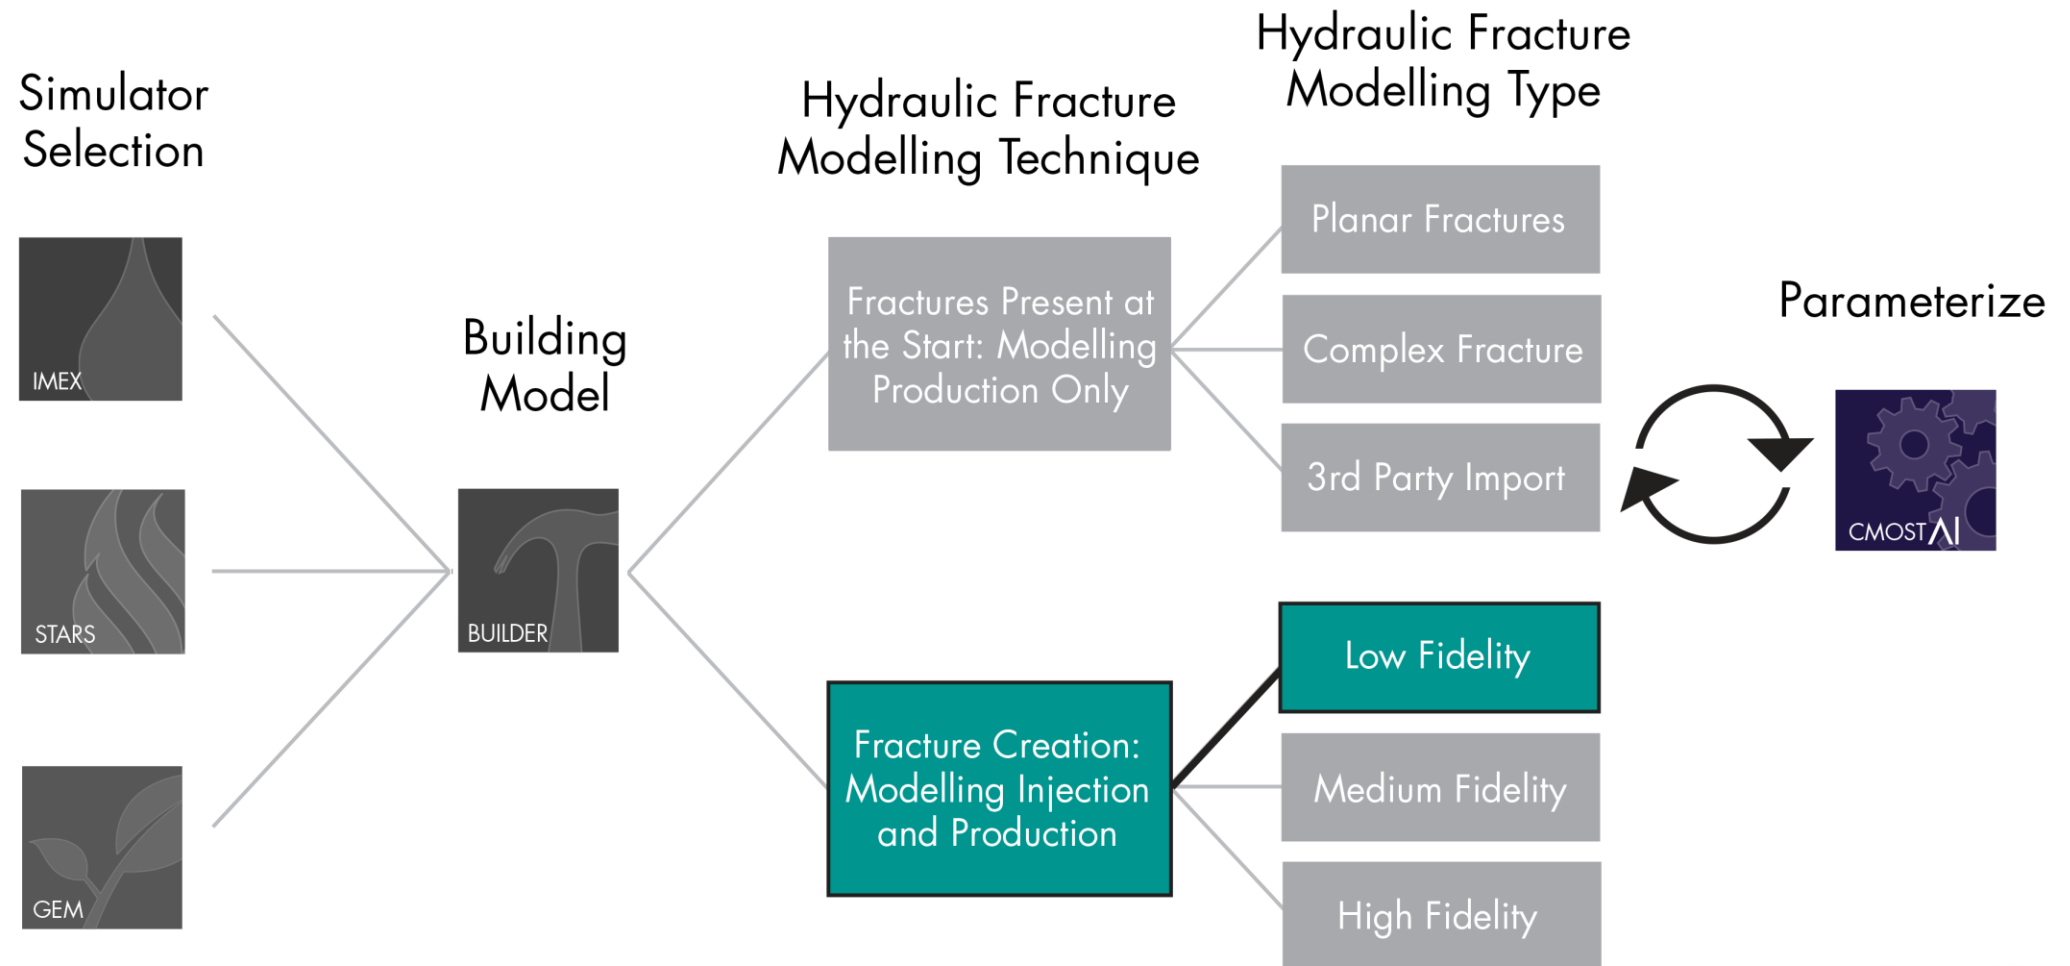 Simulator
Selection
IMEX
STARS
GEM
Building
Model
BUILDER
Hydraulic Fracture
Modelling Technique
Fractures Present at
the Start: Modelling
Production Only
Fracture Creation:
Modelling Injection
and Production
Hydraulic Fracture
Modelling Type
Planar Fractures
Complex Fracture
3rd Party Import
Low Fidelity
Medium Fidelity
High Fidelity
Parameterize
CMOST AI